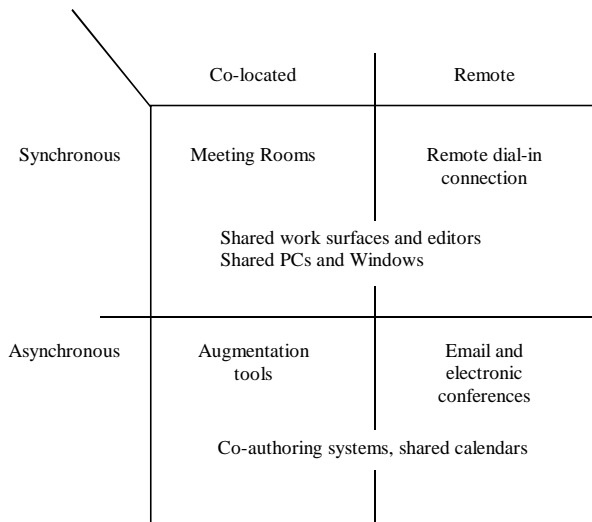 Co-located
Remote
Synchronous
Meeting Rooms
Remote dial-in
connection
Shared work surfaces and editors
Shared PCs and Windows
Asynchronous
Augmentation
tools
Email and
electronic
conferences
Co-authoring systems, shared calendars